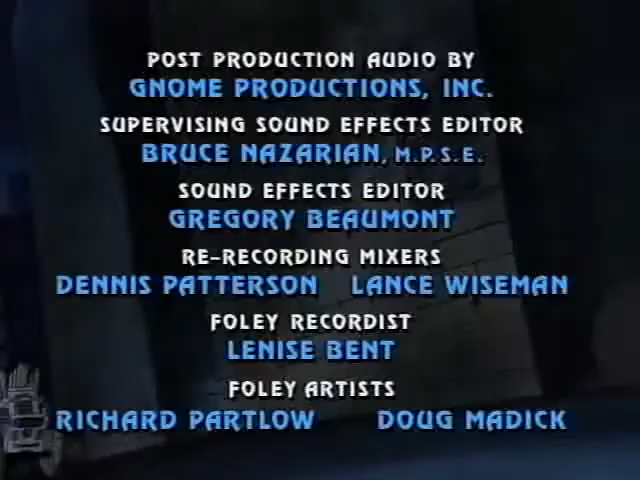 POST PRODUCTION AUDIO BY
GNOME PRODUCTIONS, INC.
SUPERVISING SOUND EFFECTS EDITOR
BRUCE NAZARIAN, M.P.S.E.
SOUND EFFECTS EDITOR
GREGORY BEAUMONT
RE-RECORDING MIXERS
DENNIS PATTERSON LANCE WISEMAN
FOLEY RECORDIST
LENISE BENT
FOLEY ARTISTS
RICHARD PARTLOW DOUG MADICK